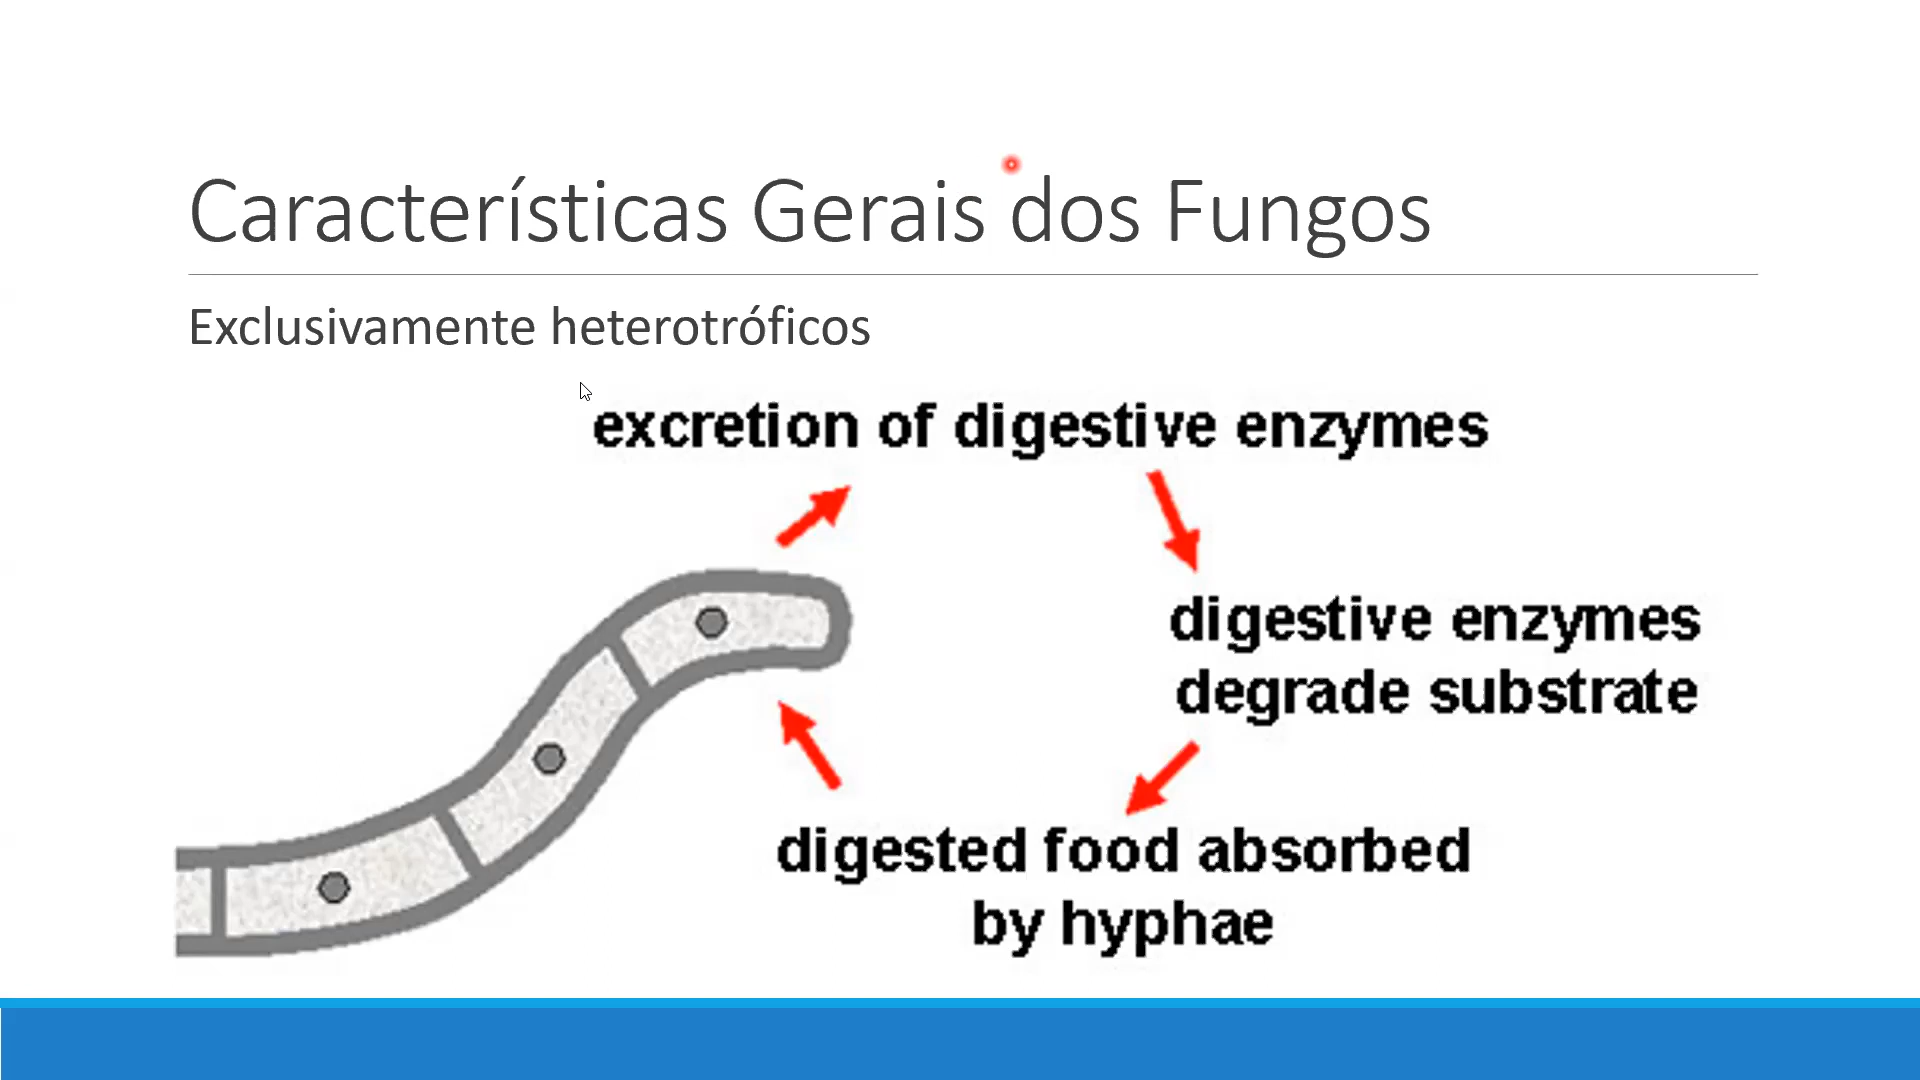 Características Gerais dos Fungos
Exclusivamente heterotróficos
excretion of digestive enzymes
digestive enzymes
degrade substrate
digested food absorbed
by hyphae